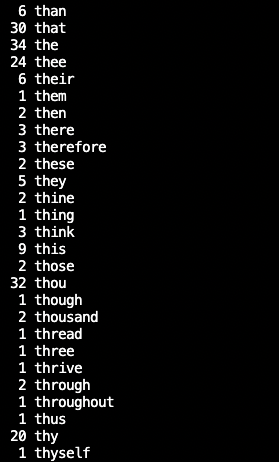 6 than
30 that
34 the
24 thee
6 their
1 them
2 then
3 there
3 therefore
2 these
5 they
2 thine
1 thing
3 think
9 this
2 those
32 thou
1 though
2 thousand
1 thread
1 three
1 thrive
2 through
1 throughout
1 thus
20 thy
1 thyself